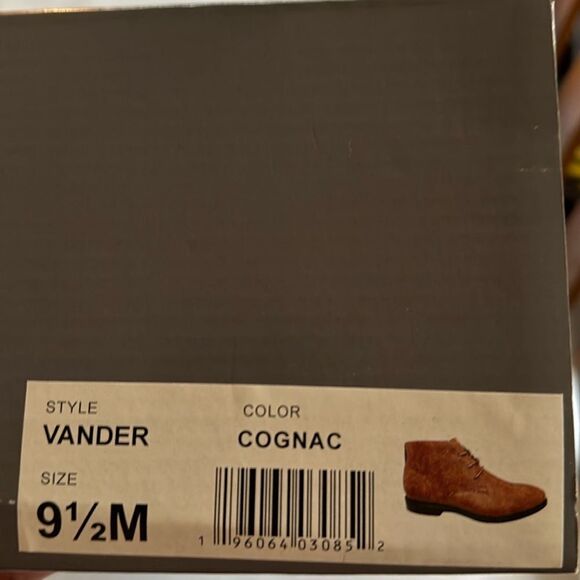 STYLE
VANDER
COLOR
COGNAC
SIZE
9½M
1 96064 03085 2